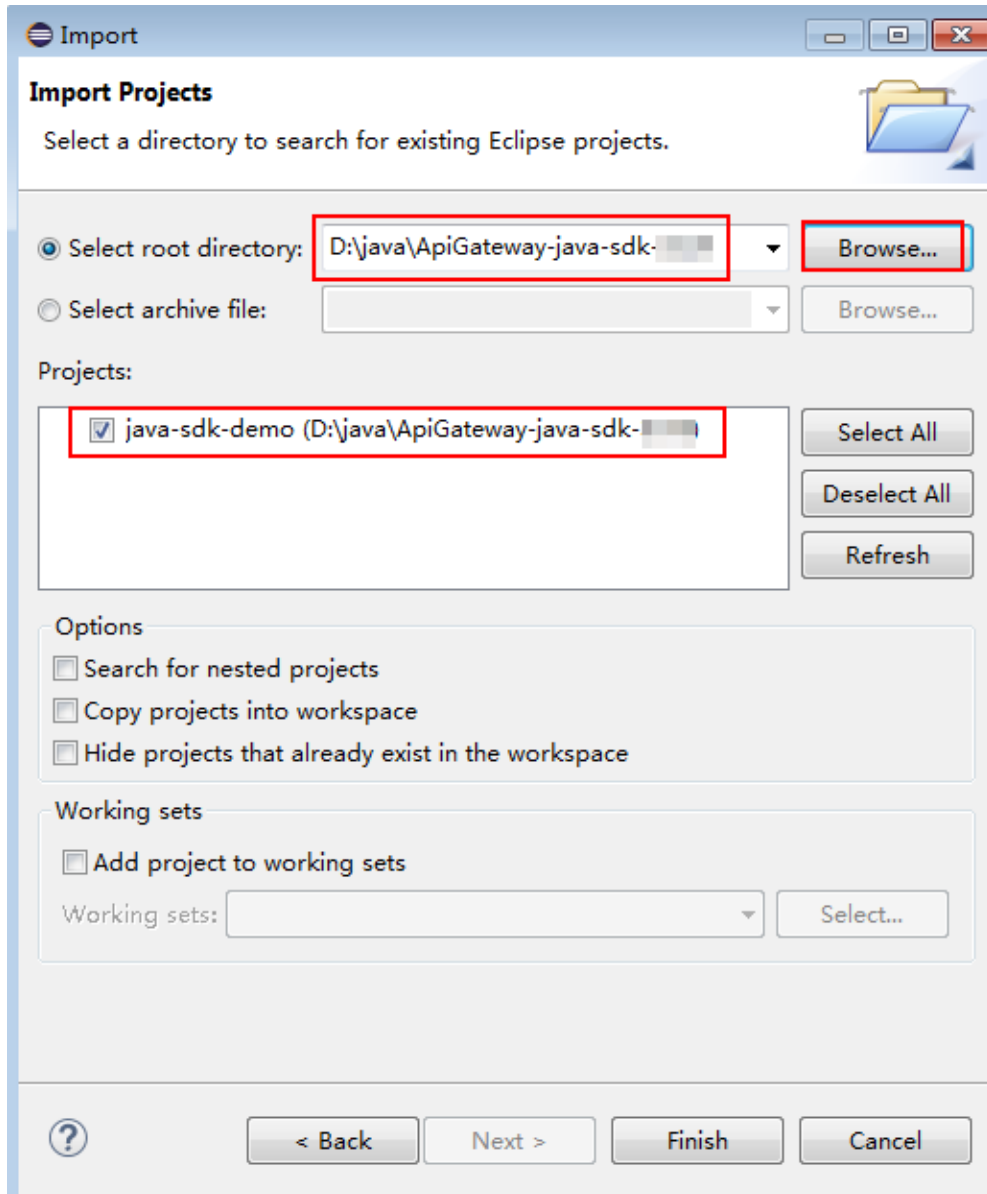 Import
Import Projects
Select a directory to search for existing Eclipse projects.
Select root directory: D:\java\ApiGateway-java-sdk- Browse...
Select archive file: Browse...
Projects:
java-sdk-demo (D:\java\ApiGateway-java-sdk- )
Select All
Deselect All
Refresh
Options
Search for nested projects
Copy projects into workspace
Hide projects that already exist in the workspace
Working sets
Add project to working sets
Working sets: Select...
? < Back Next > Finish Cancel